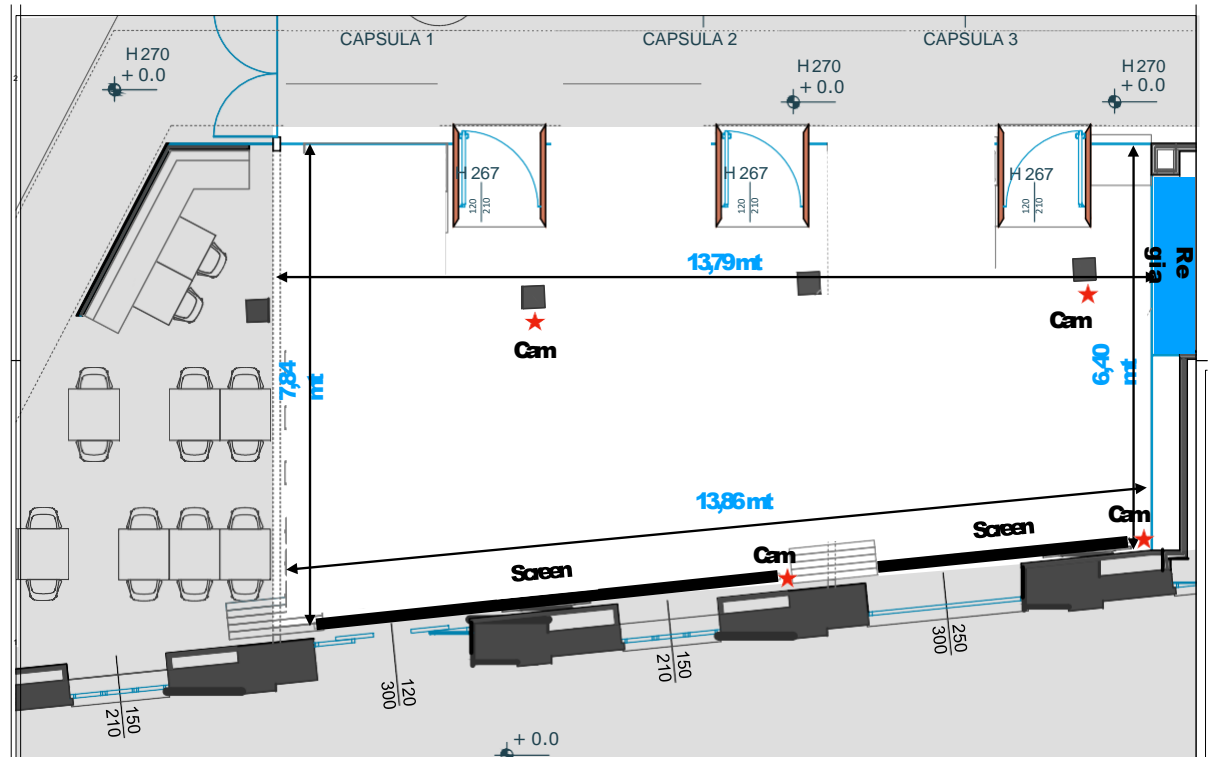 CAPSULA 1
CAPSULA 2
CAPSULA 3
H 270
+ 0.0
H 270
+ 0.0
H 270
+ 0.0
2
H 267
120
210
H 267
120
210
H 267
120
210
13,79 mt
Re
gia
Cam
Cam
7,84
mt
6,40
mt
13,86 mt
Screen
Cam
Screen
Cam
150
210
120
300
150
210
250
300
+ 0.0